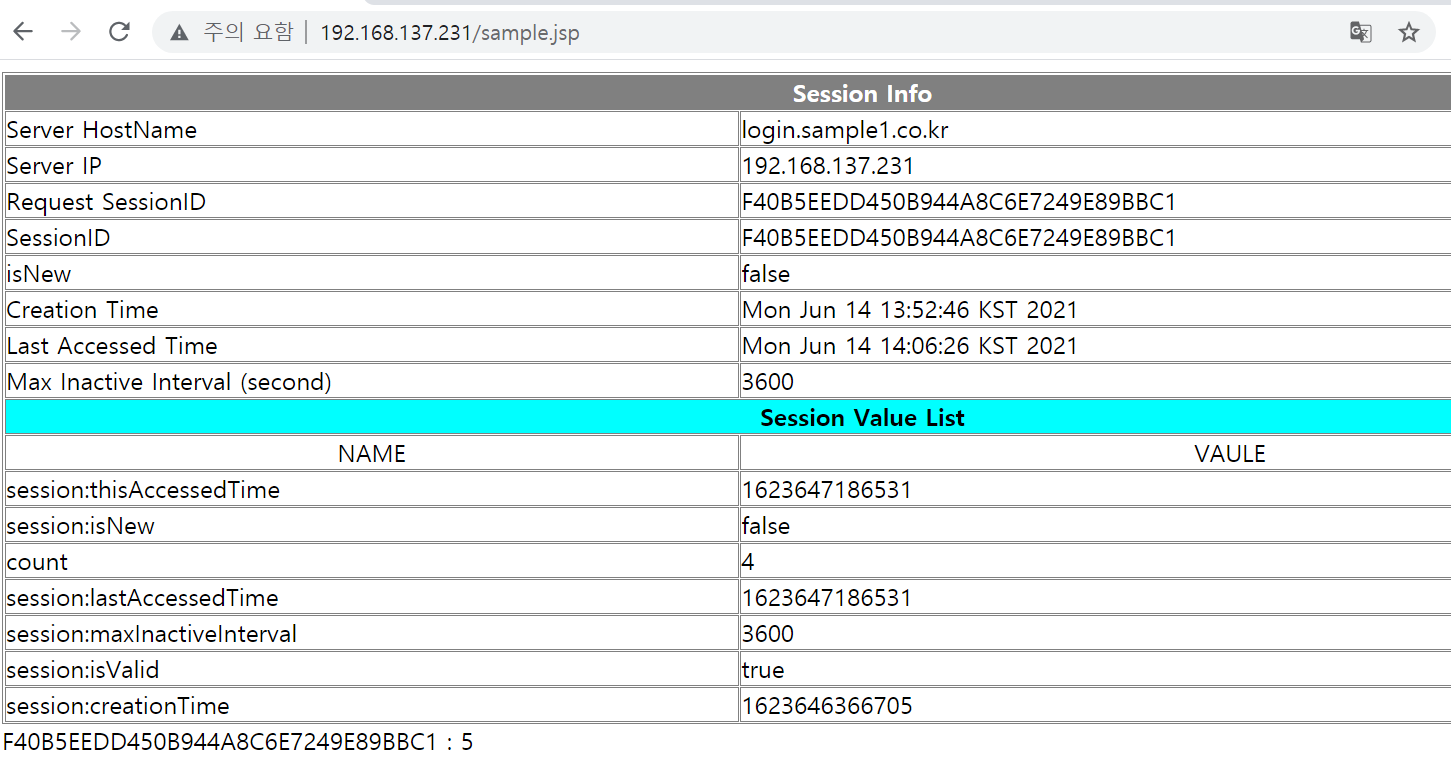 주의 요함 | 192.168.137.231/sample.jsp
Session Info
Server HostName login.sample1.co.kr
Server IP 192.168.137.231
Request SessionID F40B5EEDD450B944A8C6E7249E89BBC1
SessionID F40B5EEDD450B944A8C6E7249E89BBC1
isNew false
Creation Time Mon Jun 14 13:52:46 KST 2021
Last Accessed Time Mon Jun 14 14:06:26 KST 2021
Max Inactive Interval (second) 3600
Session Value List
NAME VAULE
session:thisAccessedTime 1623647186531
session:isNew false
count 4
session:lastAccessedTime 1623647186531
session:maxInactiveInterval 3600
session:isValid true
session:creationTime 1623646366705
F40B5EEDD450B944A8C6E7249E89BBC1 : 5